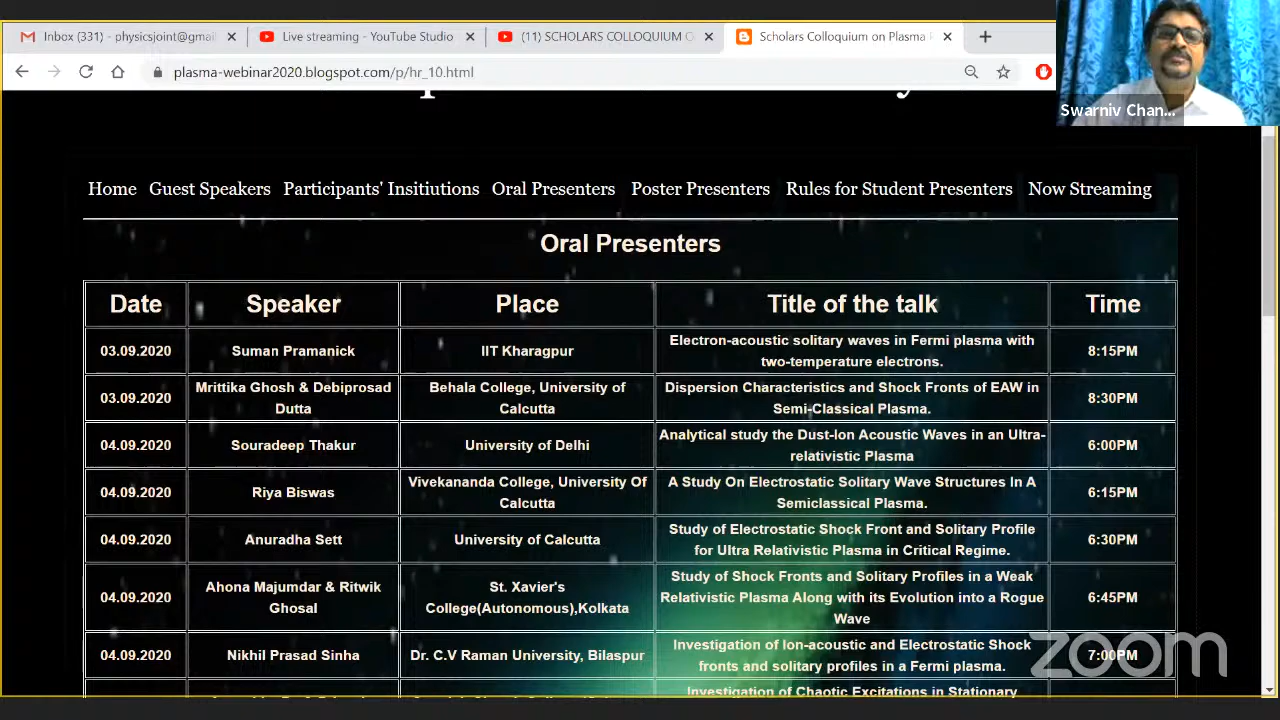 Inbox (331) - physicsjoint@gmai
Live streaming - YouTube Studio
(11) SCHOLARS COLLOQUIUM O
Scholars Colloquium on Plasma P
plasma-webinar2020.blogspot.com/p/hr_10.html
Swarniv Chan...
Home Guest Speakers Participants' Insitiutions Oral Presenters Poster Presenters Rules for Student Presenters Now Streaming
Oral Presenters
Date Speaker Place Title of the talk Time
03.09.2020 Suman Pramanick IIT Kharagpur Electron-acoustic solitary waves in Fermi plasma with
two-temperature electrons. 8:15PM
03.09.2020 Mrittika Ghosh & Debiprosad
Dutta Behala College, University of
Calcutta Dispersion Characteristics and Shock Fronts of EAW in
Semi-Classical Plasma. 8:30PM
04.09.2020 Souradeep Thakur University of Delhi Analytical study the Dust-Ion Acoustic Waves in an Ultra-
relativistic Plasma 6:00PM
04.09.2020 Riya Biswas Vivekananda College, University Of
Calcutta A Study On Electrostatic Solitary Wave Structures In A
Semiclassical Plasma. 6:15PM
04.09.2020 Anuradha Sett University of Calcutta Study of Electrostatic Shock Front and Solitary Profile
for Ultra Relativistic Plasma in Critical Regime. 6:30PM
04.09.2020 Ahona Majumdar & Ritwik
Ghosal St. Xavier's
College(Autonomous),Kolkata Study of Shock Fronts and Solitary Profiles in a Weak
Relativistic Plasma Along with its Evolution into a Rogue
Wave 6:45PM
04.09.2020 Nikhil Prasad Sinha Dr. C.V Raman University, Bilaspur Investigation of Ion-acoustic and Electrostatic Shock
fronts and solitary profiles in a Fermi plasma. 7:00PM
Investigation of Chaotic Excitations in Stationary
zoom